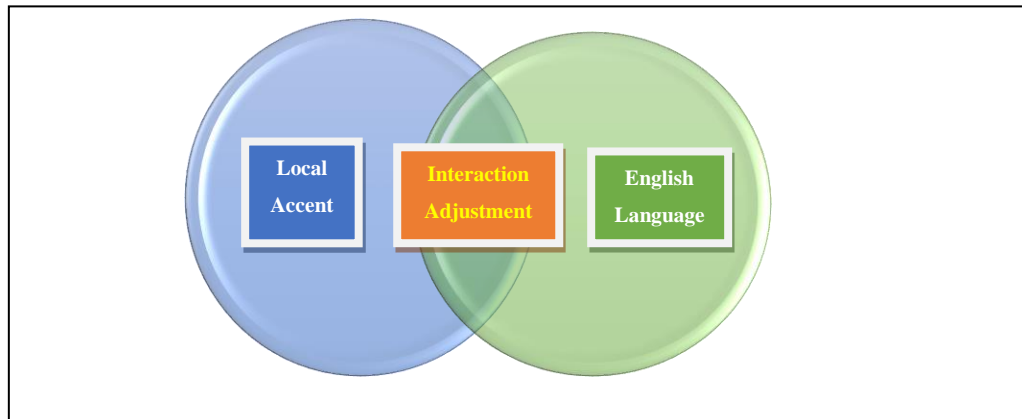 Local
Accent
Interaction
Adjustment
English
Language